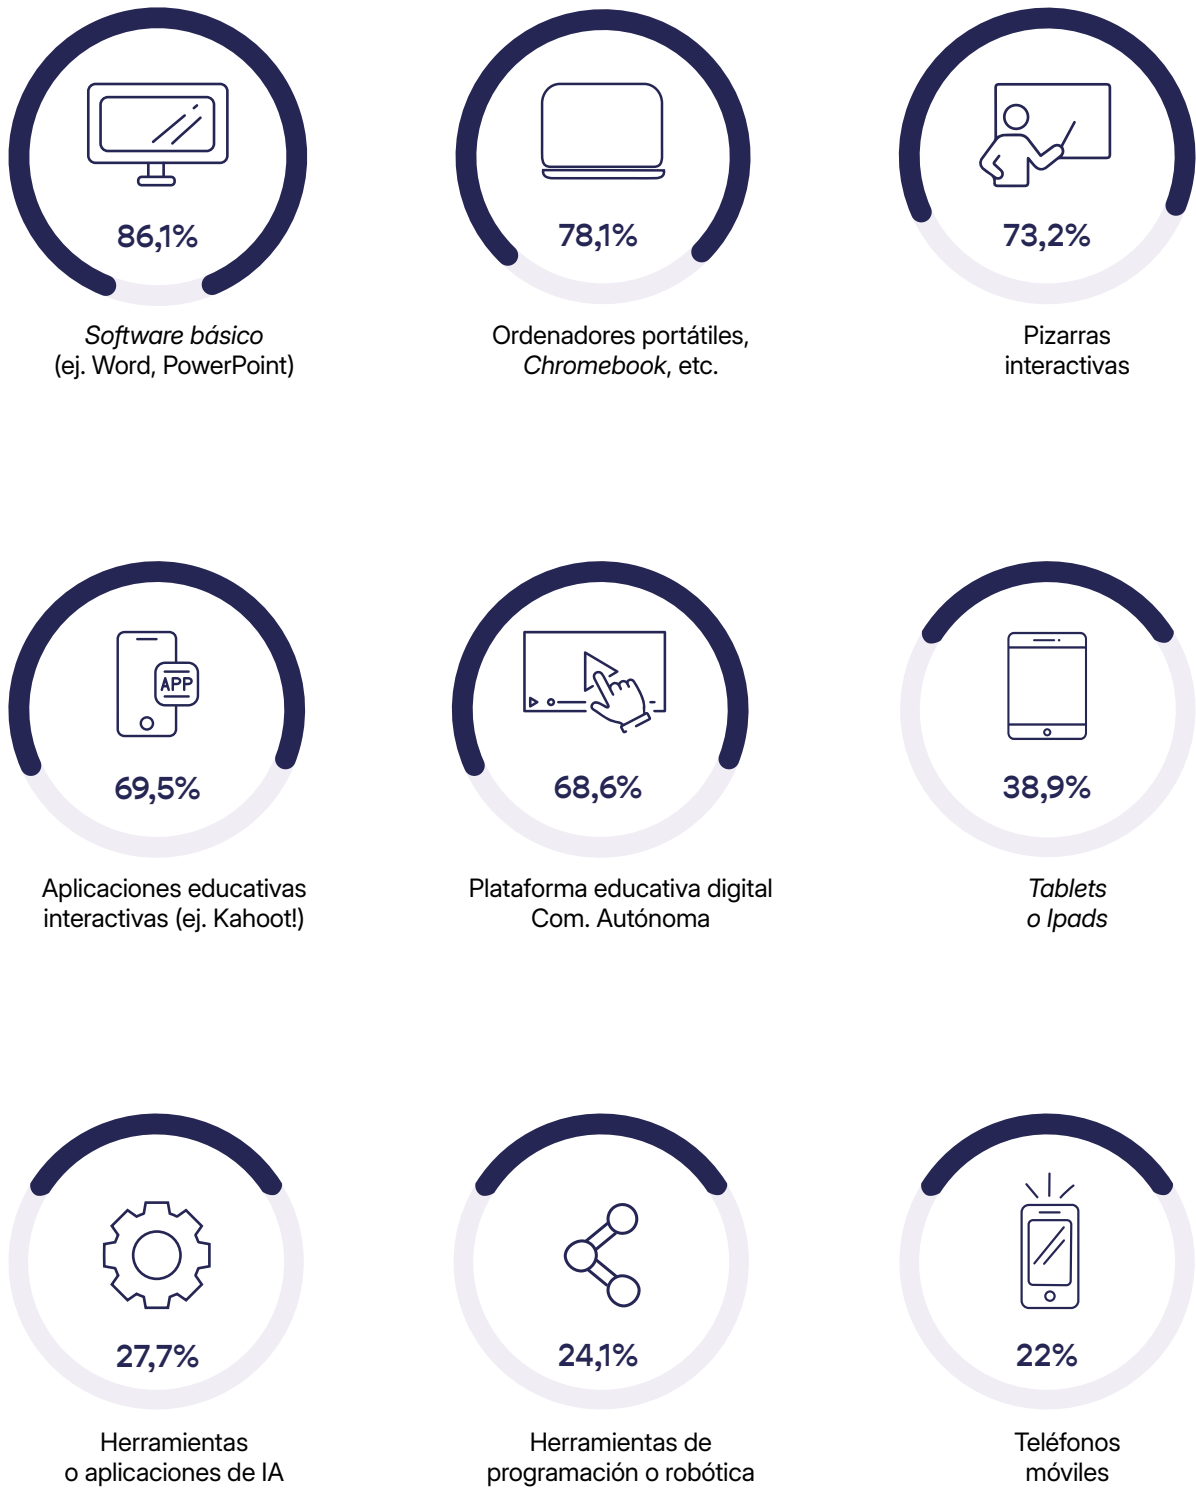 86,1%
Software básico
(ej. Word, PowerPoint)
78,1%
Ordenadores portátiles,
Chromebook, etc.
73,2%
Pizarras
interactivas
APP
69,5%
Aplicaciones educativas
interactivas (ej. Kahoot!)
68,6%
Plataforma educativa digital
Com. Autónoma
38,9%
Tablets
o Ipads
27,7%
Herramientas
o aplicaciones de IA
24,1%
Herramientas de
programación o robótica
22%
Teléfonos
móviles